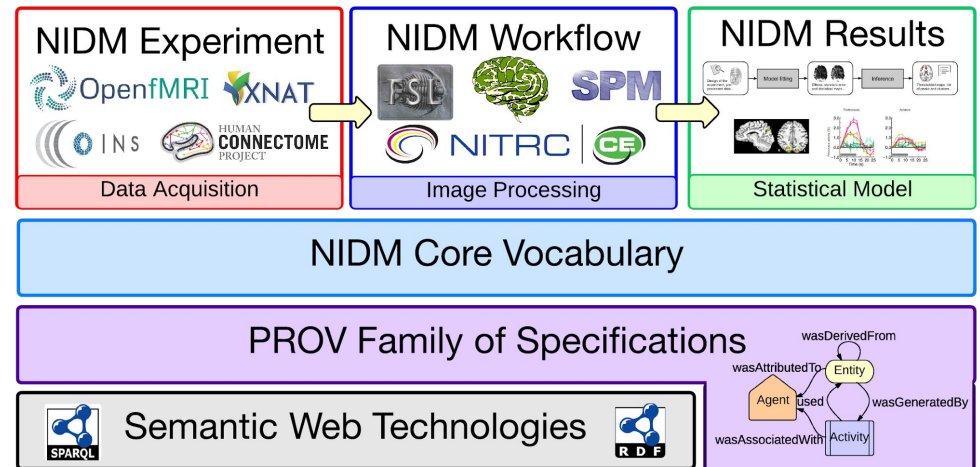 NIDM Experiment
OpenfMRI
XNAT
COINS
HUMAN
CONNECTOME
PROJECT
Data Acquisition
NIDM Workflow
FSL
SPM
NITRC
CE
Image Processing
NIDM Results
Model fitting
Inference
Time (s)
Statistical Model
NIDM Core Vocabulary
PROV Family of Specifications
wasDerivedFrom
wasAttributedTo
Entity
Agent
used
wasGeneratedBy
wasAssociatedWith
Activity
SPARQL
Semantic Web Technologies
RDF